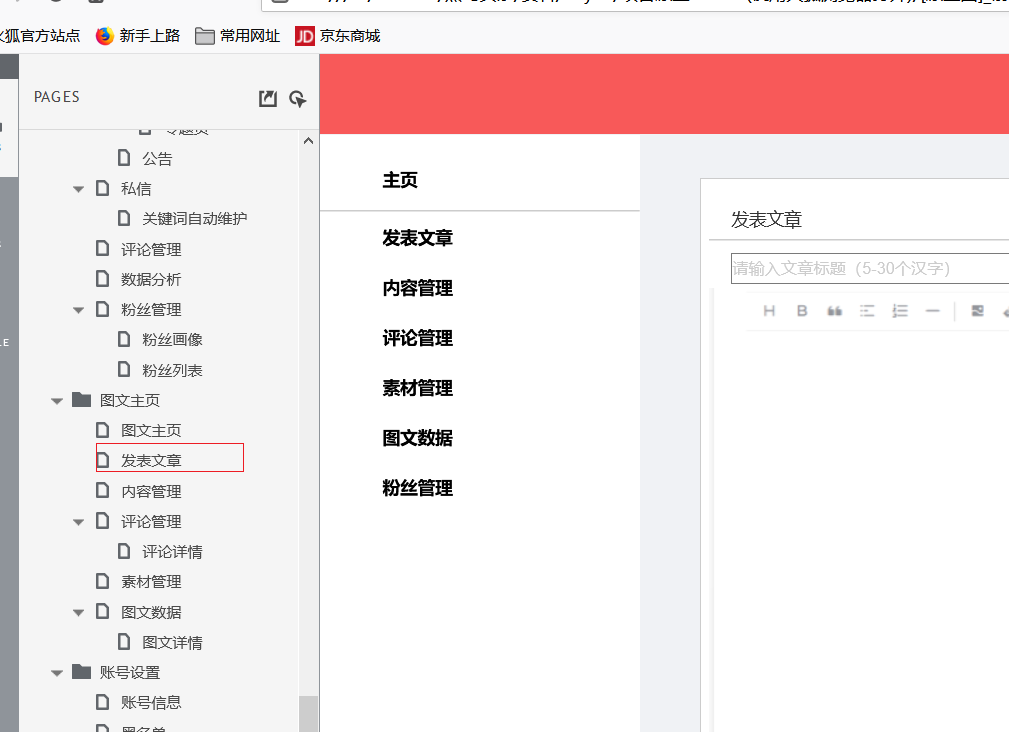 火狐官方站点 新手上路 常用网址 JD 京东商城
PAGES
专题页
公告
私信
关键词自动维护
评论管理
数据分析
粉丝管理
粉丝画像
粉丝列表
图文主页
图文主页
发表文章
内容管理
评论管理
评论详情
素材管理
图文数据
图文详情
账号设置
账号信息
黑名单
主页
发表文章
内容管理
评论管理
素材管理
图文数据
粉丝管理
发表文章
请输入文章标题（5-30个汉字）
H B